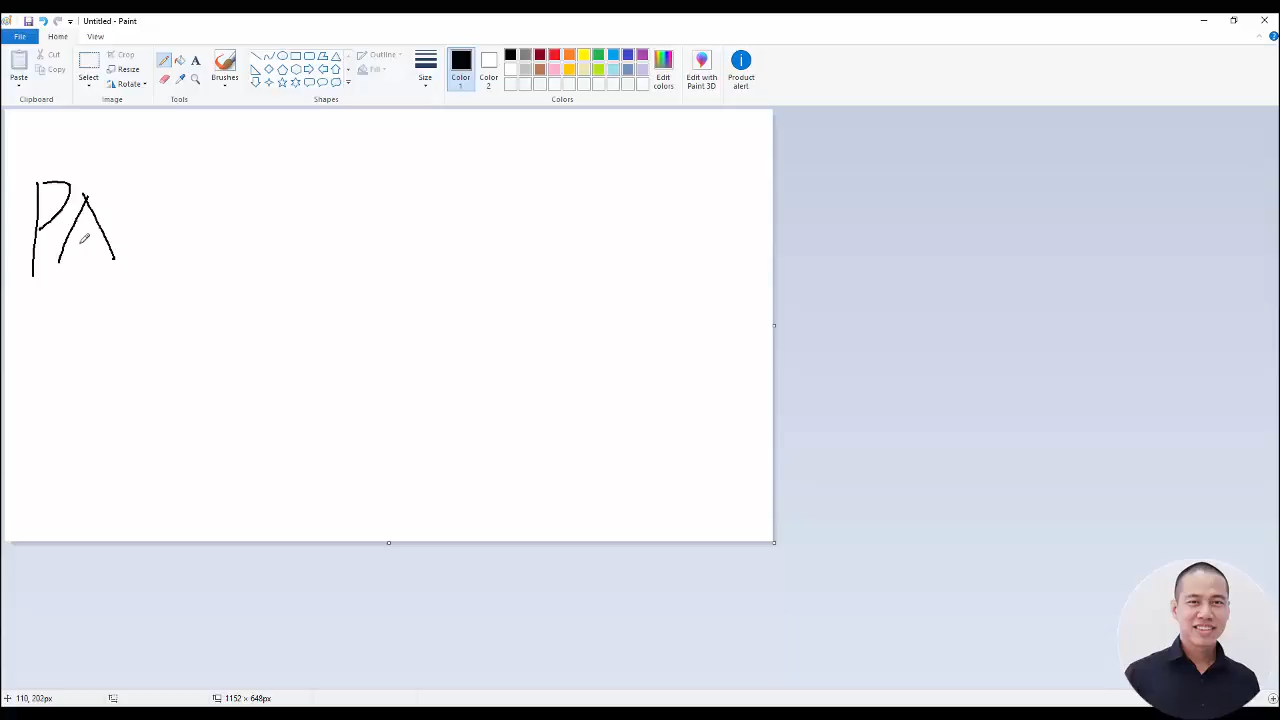 Untitled - Paint
File Home View
Paste
Cut
Copy
Clipboard
Select
Crop
Resize
Rotate
Image
A
Tools
Brushes
Outline
Fill
Shapes
Size
Color 1
Color 2
Edit colors
Colors
Edit with Paint 3D
Product alert
PA
110, 202px
1152 × 648px